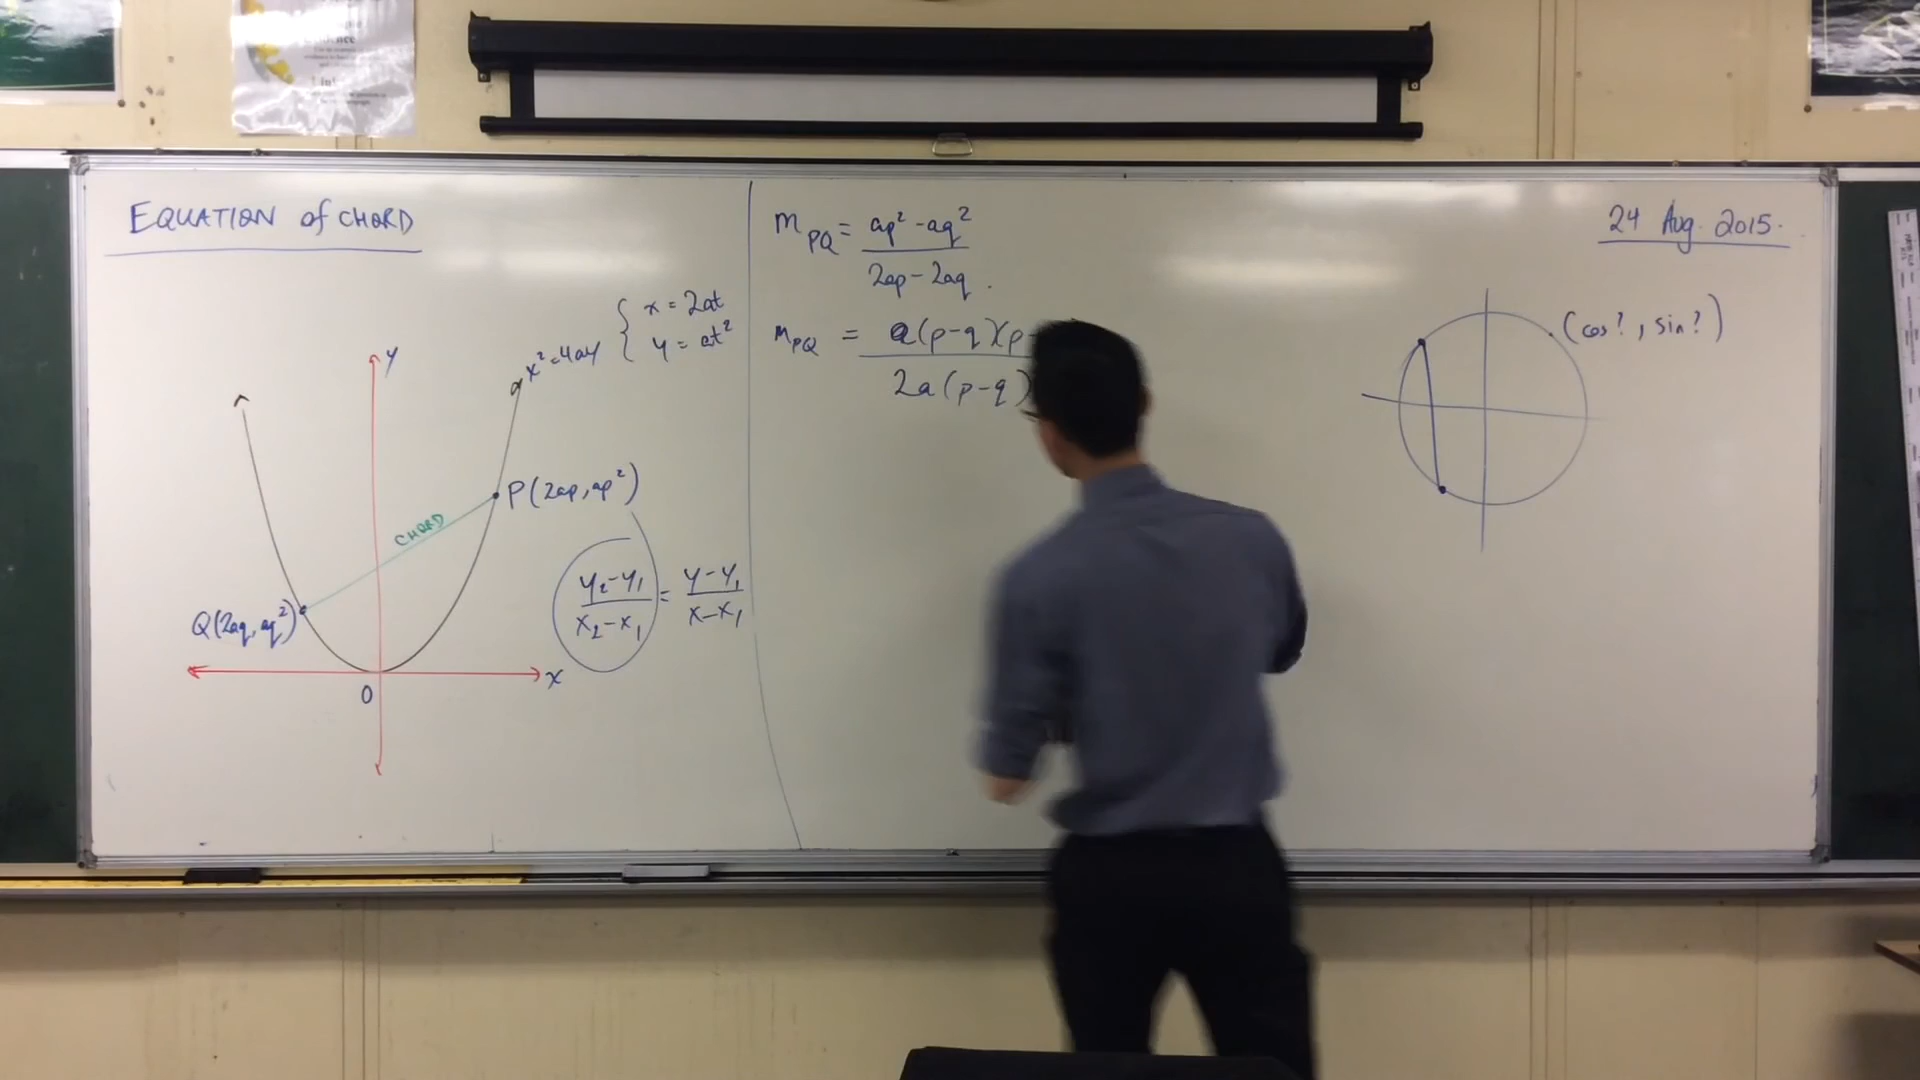 EQUATION of CHORD
x = 2at
y = at²
x² = 4ay
y
P(2ap, ap²)
CHORD
Q(2aq, aq²)
x
0
y₂-y₁ / x₂-x₁ = y-y₁ / x-x₁
m_PQ = ap² - aq² / 2ap - 2aq
m_PQ = a(p-q)(p / 2a(p-q)
24 Aug. 2015.
(cos?, sin?)